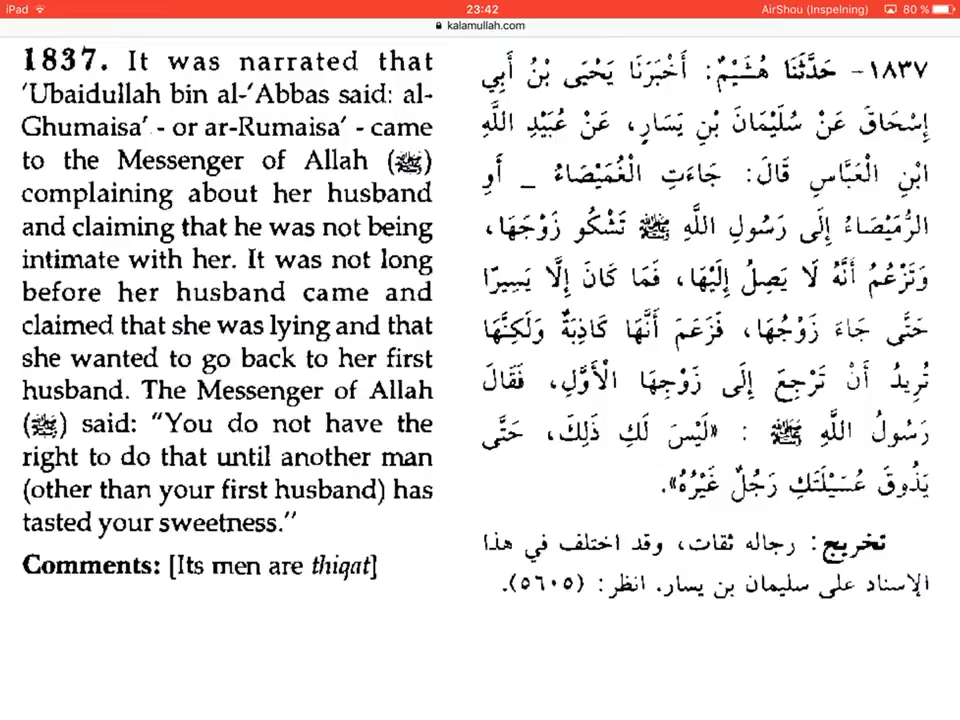 iPad 23:42 AirShou (Inspelning) 80 %
kalamullah.com
1837. It was narrated that
'Ubaidullah bin al-'Abbas said: al-
Ghumaisa' - or ar-Rumaisa' - came
to the Messenger of Allah (ﷺ)
complaining about her husband
and claiming that he was not being
intimate with her. It was not long
before her husband came and
claimed that she was lying and that
she wanted to go back to her first
husband. The Messenger of Allah
(ﷺ) said: "You do not have the
right to do that until another man
(other than your first husband) has
tasted your sweetness."
Comments: [Its men are thiqat]
١٨٣٧- حَدَّثَنَا هُشَيْمٌ: أَخْبَرَنَا يَحْيَى بْنُ أَبِي
إِسْحَاقَ عَنْ سُلَيْمَانَ بْنِ يَسَارٍ، عَنْ عُبَيْدِ اللَّهِ
ابْنِ الْعَبَّاسِ قَالَ: جَاءَتِ الْغُمَيْصَاءُ _ أَوِ
الرُّمَيْصَاءُ إِلَى رَسُولِ اللَّهِ ﷺ تَشْكُو زَوْجَهَا،
وَتَزْعُمُ أَنَّهُ لَا يَصِلُ إِلَيْهَا، فَمَا كَانَ إِلَّا يَسِيرًا
حَتَّى جَاءَ زَوْجُهَا، فَزَعَمَ أَنَّهَا كَاذِبَةٌ وَلَكِنَّهَا
تُرِيدُ أَنْ تَرْجِعَ إِلَى زَوْجِهَا الْأَوَّلِ، فَقَالَ
رَسُولُ اللَّهِ ﷺ : «لَيْسَ لَكِ ذَلِكَ، حَتَّى
يَذُوقَ عُسَيْلَتَكِ رَجُلٌ غَيْرُهُ».
تخريج: رجاله ثقات، وقد اختلف في هذا
الإسناد على سليمان بن يسار. انظر: (٥٦٠٥).